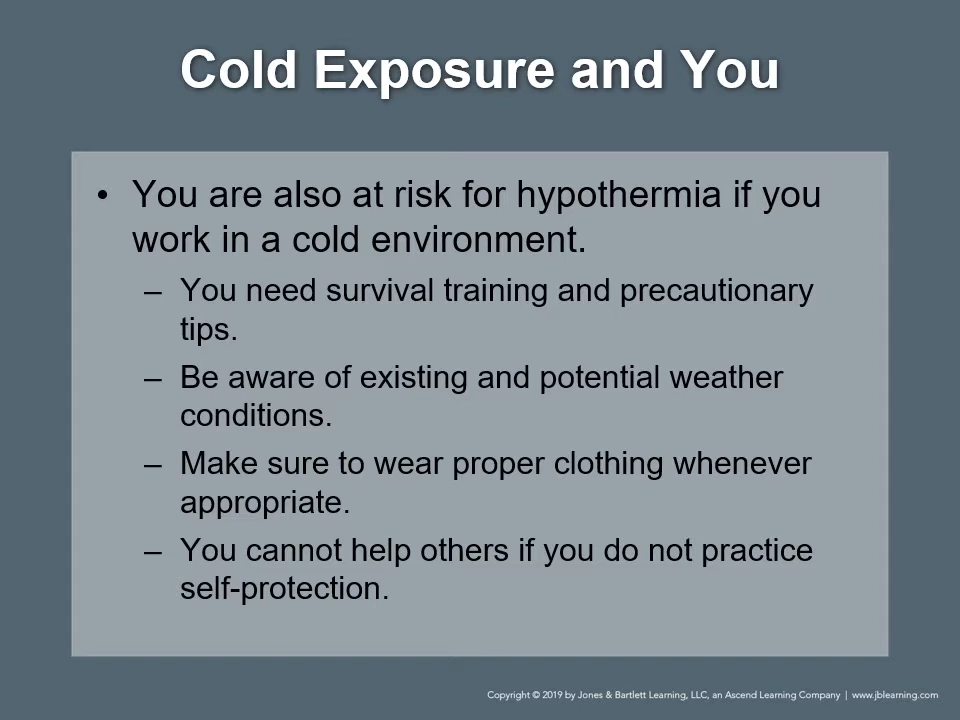 Cold Exposure and You
• You are also at risk for hypothermia if you
work in a cold environment.
– You need survival training and precautionary
tips.
– Be aware of existing and potential weather
conditions.
– Make sure to wear proper clothing whenever
appropriate.
– You cannot help others if you do not practice
self-protection.
Copyright © 2019 by Jones & Bartlett Learning, LLC, an Ascend Learning Company | www.jblearning.com